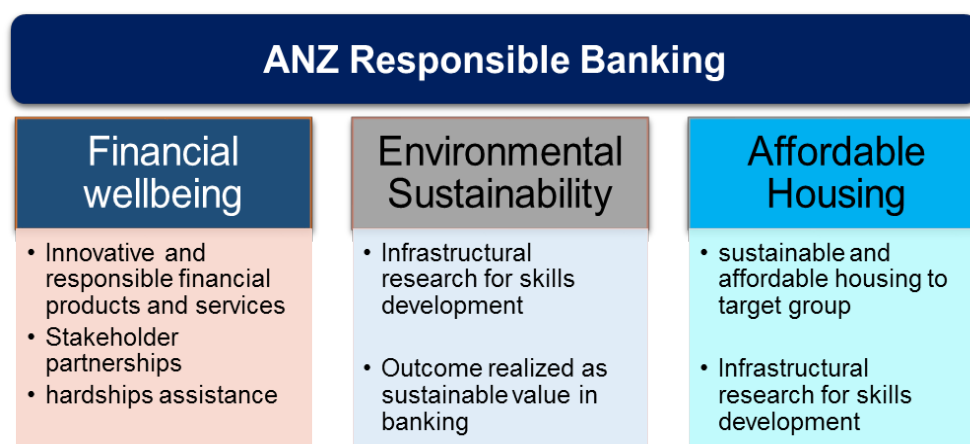 ANZ Responsible Banking
Financial
wellbeing
• Innovative and
responsible financial
products and services
• Stakeholder
partnerships
• hardships assistance
Environmental
Sustainability
• Infrastructural
research for skills
development
• Outcome realized as
sustainable value in
banking
Affordable
Housing
• sustainable and
affordable housing to
target group
• Infrastructural
research for skills
development